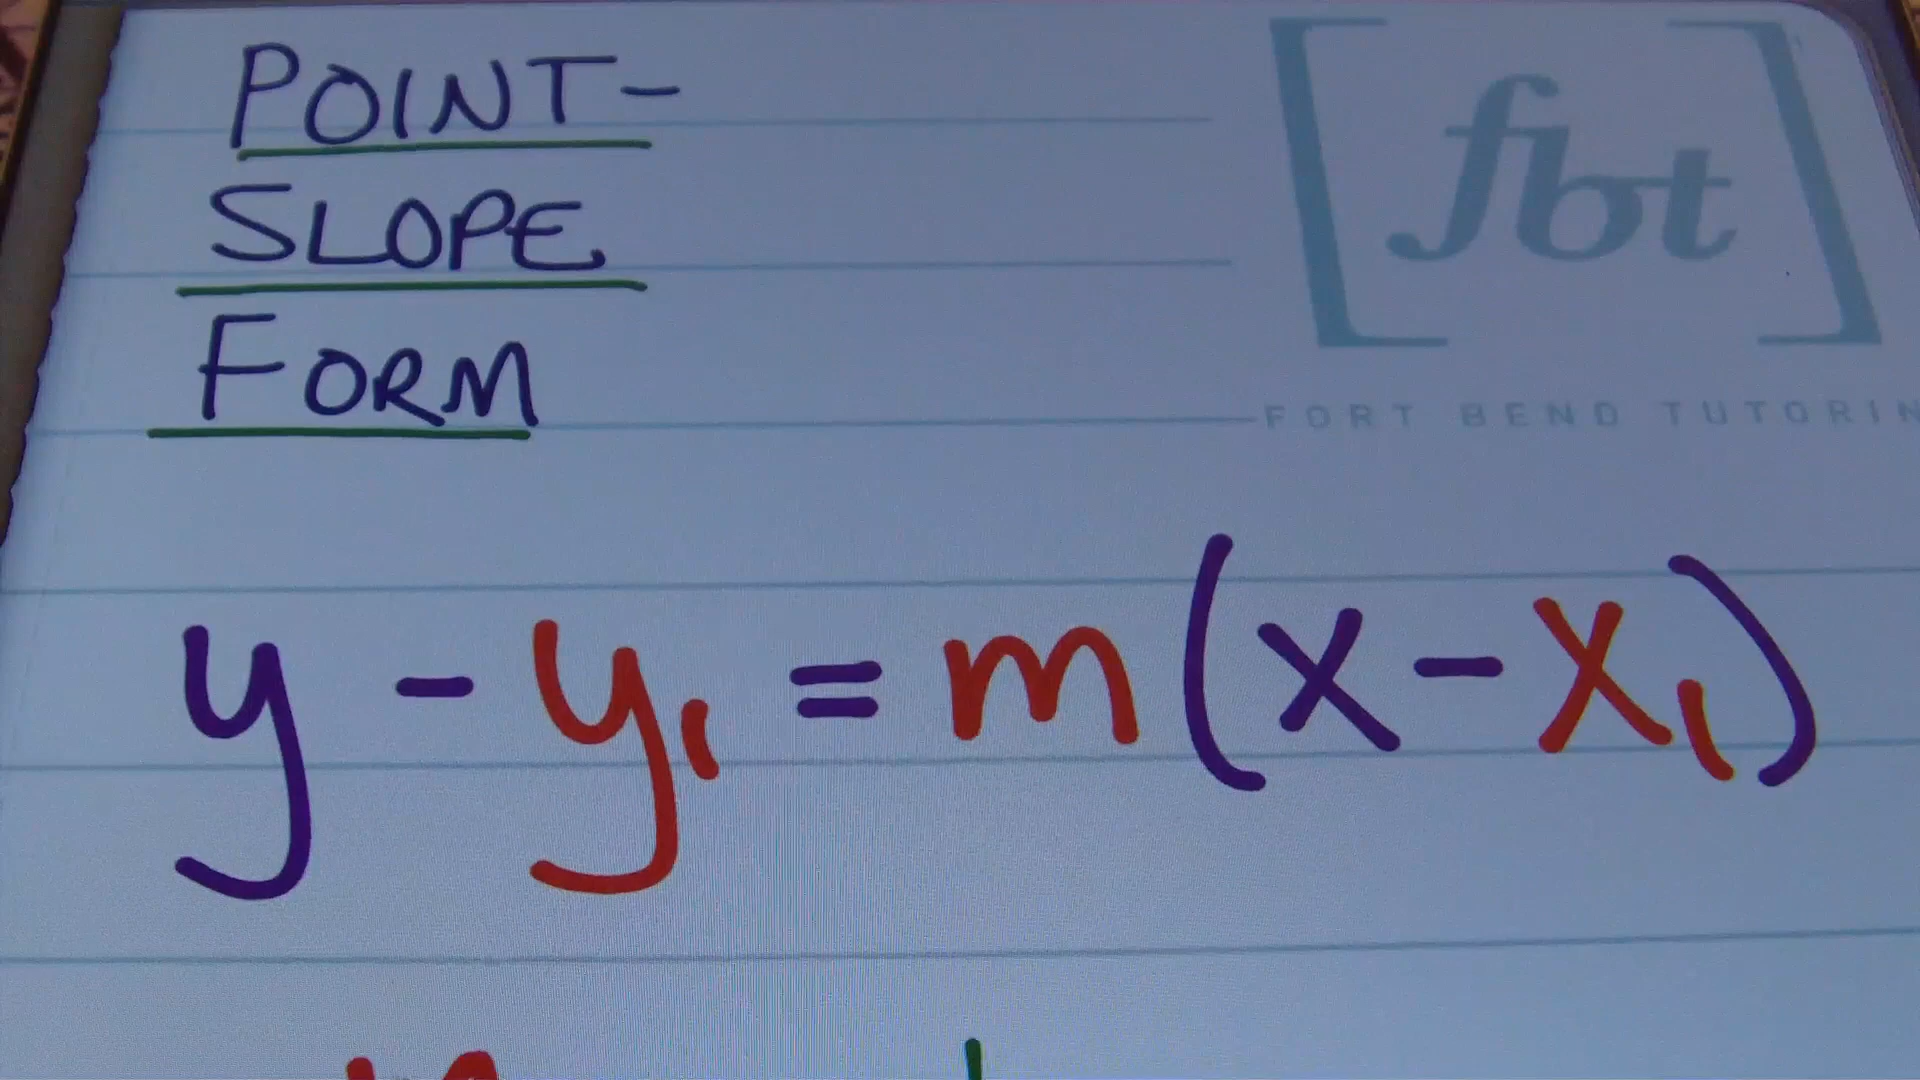 POINT-
SLOPE
FORM
fbt
FORT BEND TUTORIN
y - y₁ = m(x - x₁)